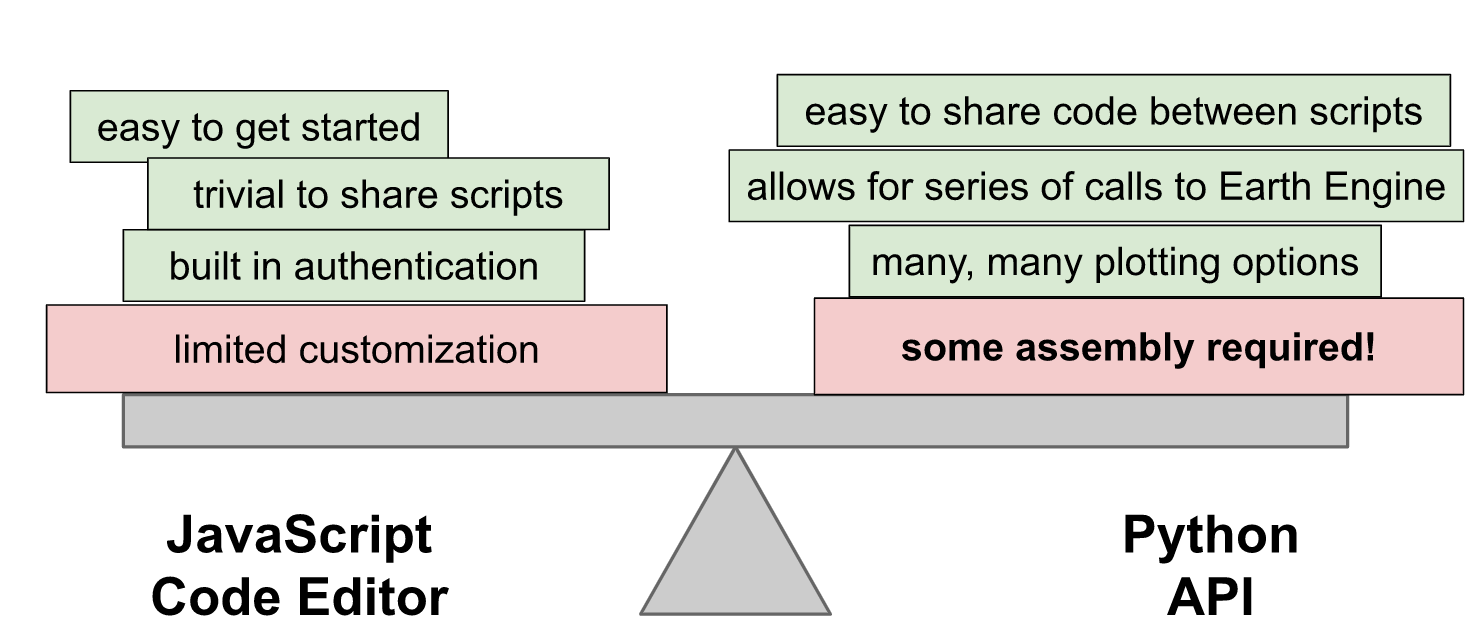 easy to get started
trivial to share scripts
built in authentication
limited customization
easy to share code between scripts
allows for series of calls to Earth Engine
many, many plotting options
some assembly required!
JavaScript
Code Editor
Python
API